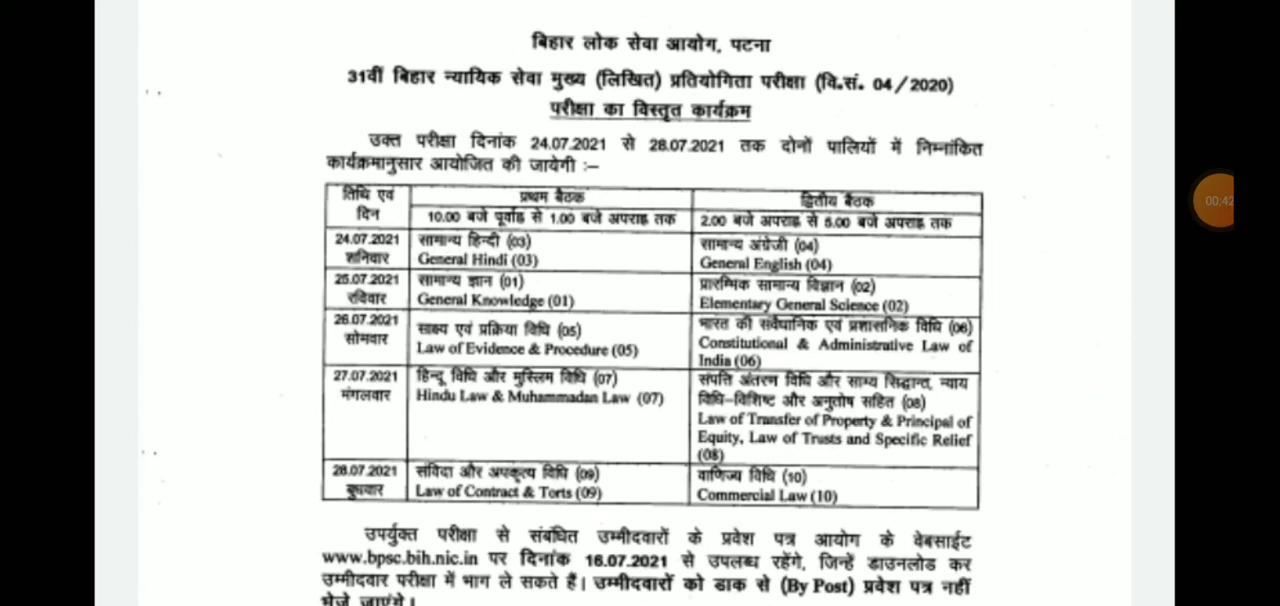 बिहार लोक सेवा आयोग, पटना
31वीं बिहार न्यायिक सेवा मुख्य (लिखित) प्रतियोगिता परीक्षा (वि.सं. 04/2020)
परीक्षा का विस्तृत कार्यक्रम
उक्त परीक्षा दिनांक 24.07.2021 से 28.07.2021 तक दोनों पालियों में निम्नांकित
कार्यक्रमानुसार आयोजित की जायेगी :–
तिथि एवं
दिन
प्रथम बैठक
द्वितीय बैठक
10.00 बजे पूर्वाह्न से 1.00 बजे अपराह्न तक
2.00 बजे अपराह्न से 5.00 बजे अपराह्न तक
24.07.2021
शनिवार
सामान्य हिन्दी (03)
General Hindi (03)
सामान्य अंग्रेजी (04)
General English (04)
25.07.2021
रविवार
सामान्य ज्ञान (01)
General Knowledge (01)
प्रारम्भिक सामान्य विज्ञान (02)
Elementary General Science (02)
26.07.2021
सोमवार
साक्ष्य एवं प्रक्रिया विधि (05)
Law of Evidence & Procedure (05)
भारत की संवैधानिक एवं प्रशासनिक विधि (06)
Constitutional & Administrative Law of
India (06)
27.07.2021
मंगलवार
हिन्दू विधि और मुस्लिम विधि (07)
Hindu Law & Muhammadan Law (07)
संपत्ति अंतरण विधि और साम्य सिद्धान्त, न्याय
विधि–विशिष्ट और अनुतोष सहित (08)
Law of Transfer of Property & Principal of
Equity, Law of Trusts and Specific Relief
(08)
28.07.2021
बुधवार
संविदा और अपकृत्य विधि (09)
Law of Contract & Torts (09)
वाणिज्य विधि (10)
Commercial Law (10)
उपर्युक्त परीक्षा से संबंधित उम्मीदवारों के प्रवेश पत्र आयोग के वेबसाईट
www.bpsc.bih.nic.in पर दिनांक 16.07.2021 से उपलब्ध रहेंगे, जिन्हें डाउनलोड कर
उम्मीदवार परीक्षा में भाग ले सकते हैं। उम्मीदवारों को डाक से (By Post) प्रवेश पत्र नहीं
भेजे जाएंगे।
00:42